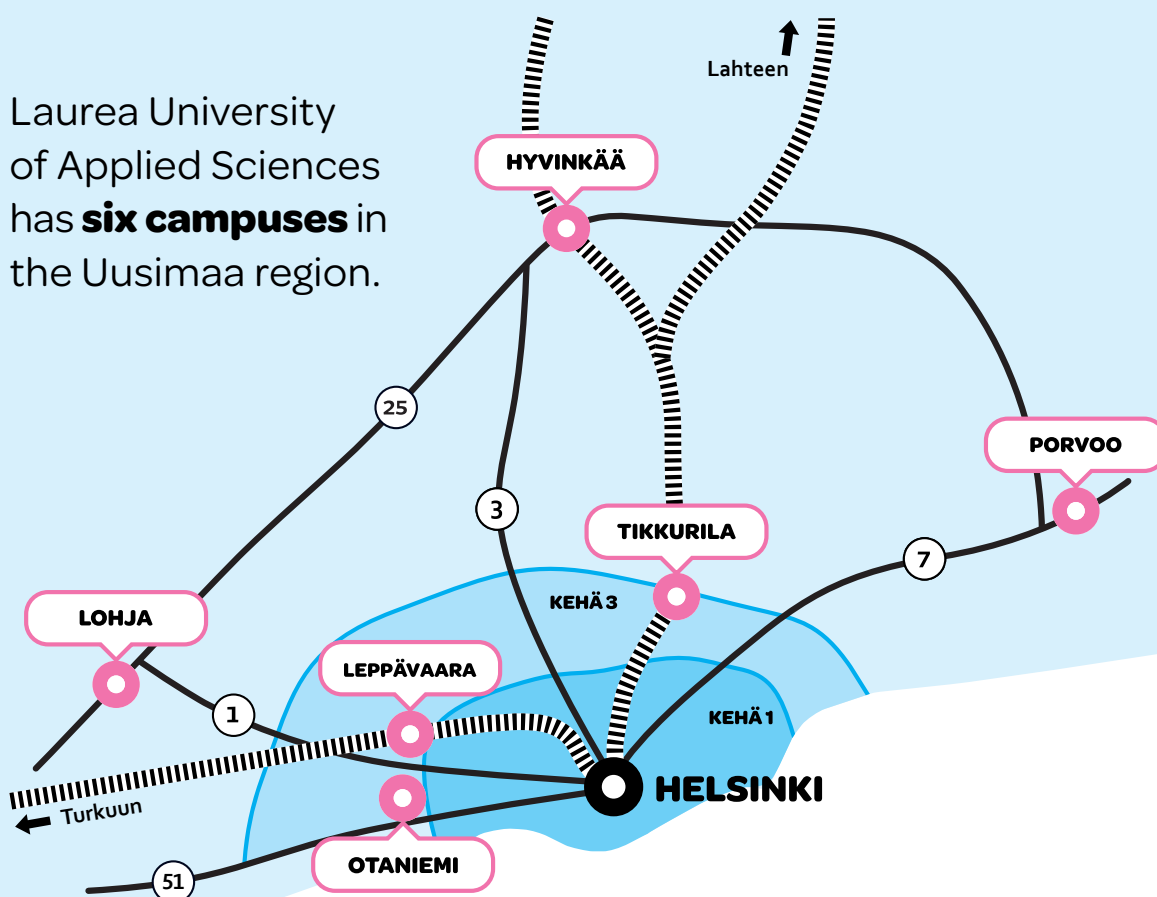 Lahteen
Laurea University
of Applied Sciences
has six campuses in
the Uusimaa region.
HYVINKÄÄ
25
PORVOO
3
TIKKURILA
7
KEHÄ 3
LOHJA
LEPPÄVAARA
1
KEHÄ 1
HELSINKI
Turkuun
OTANIEMI
51